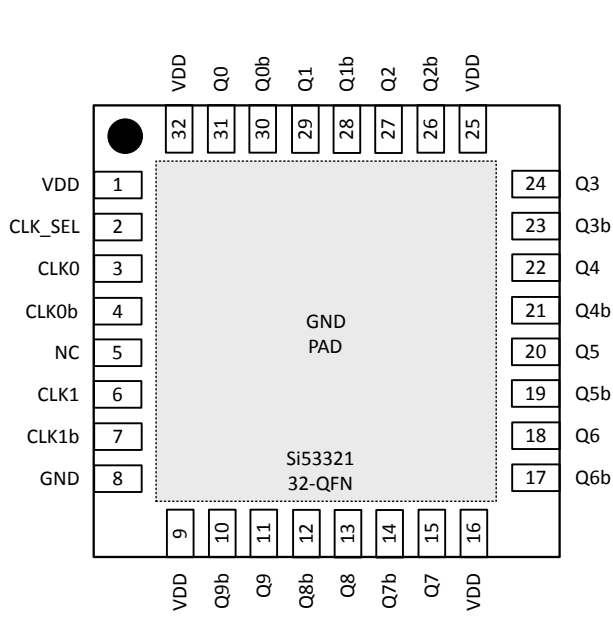 VDD
Q0
Q0b
Q1
Q1b
Q2
Q2b
VDD
32
31
30
29
28
27
26
25
VDD 1
CLK_SEL 2
CLK0 3
CLK0b 4
NC 5
CLK1 6
CLK1b 7
GND 8
24 Q3
23 Q3b
22 Q4
21 Q4b
20 Q5
19 Q5b
18 Q6
17 Q6b
GND
PAD
Si53321
32-QFN
9
10
11
12
13
14
15
16
VDD
Q9b
Q9
Q8b
Q8
Q7b
Q7
VDD